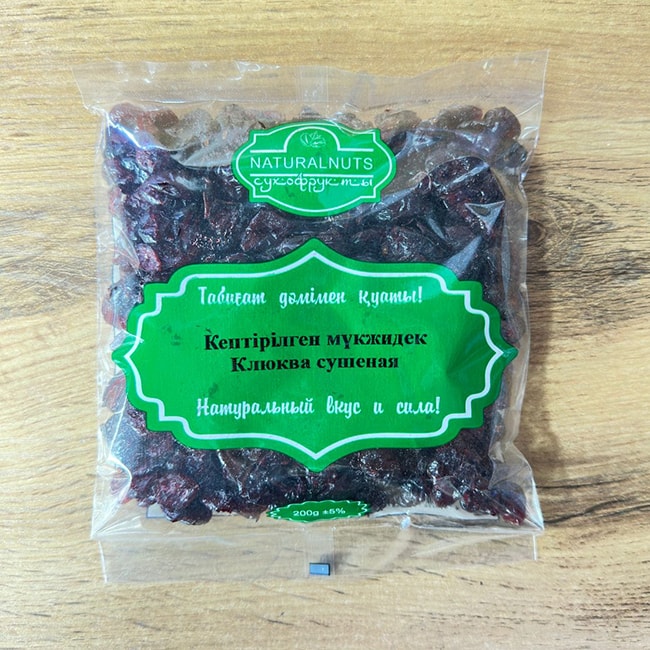 NATURALNUTS
сухофрукты
Табиғат дәмімен қуаты!
Кептірілген мүкжидек
Клюква сушеная
Натуральный вкус и сила!
200g ±5%